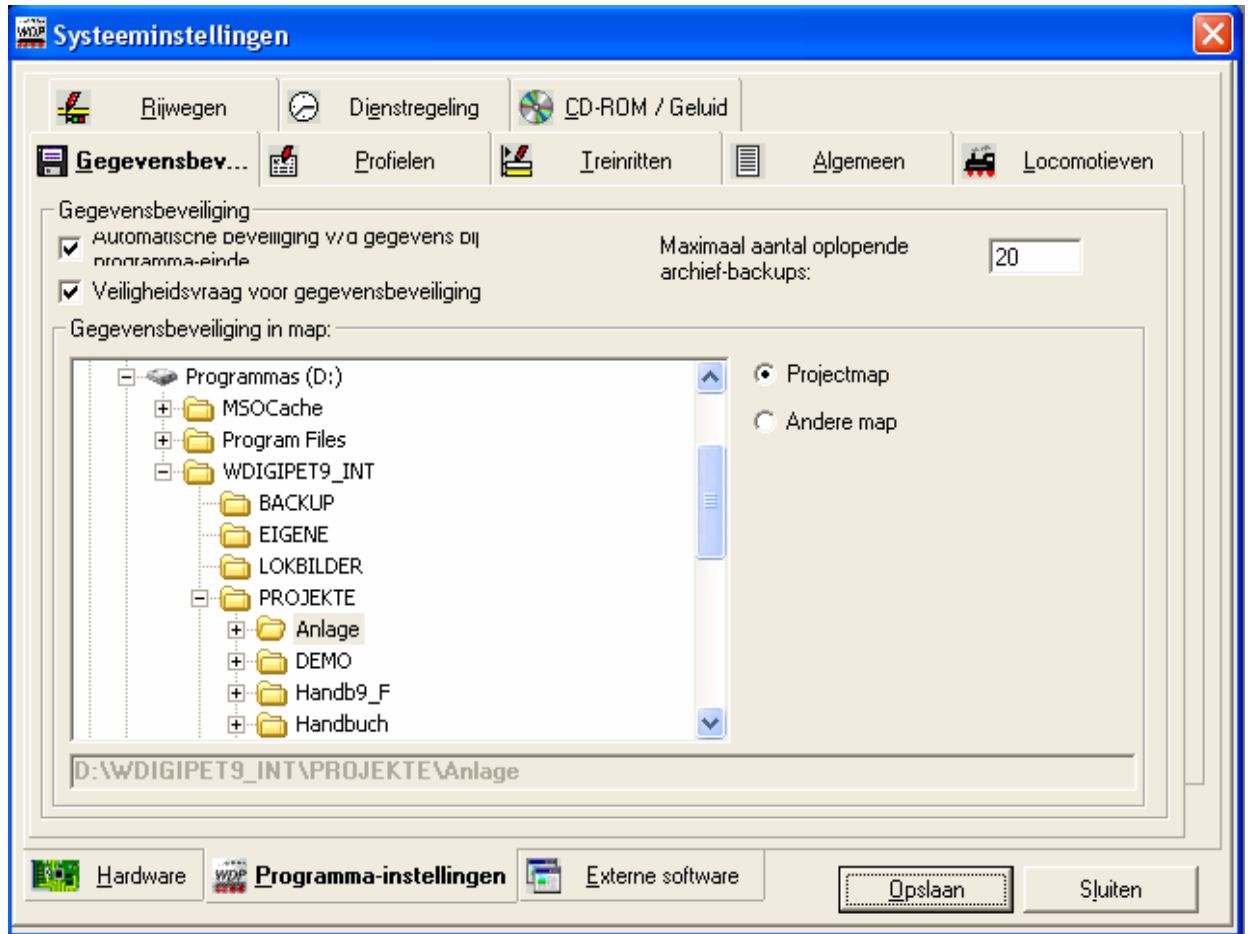 WDP Systeeminstellingen
Rijwegen Dienstregeling CD-ROM / Geluid
Gegevensbev... Profielen Treinritten Algemeen Locomotieven
Gegevensbeveiliging
Automatische beveiliging v/d gegevens bij
programma-einde
Maximaal aantal oplopende
archief-backups:
20
Veiligheidsvraag voor gegevensbeveiliging
Gegevensbeveiliging in map:
Programmas (D:)
MSOCache
Program Files
WDIGIPET9_INT
BACKUP
EIGENE
LOKBILDER
PROJEKTE
Anlage
DEMO
Handb9_F
Handbuch
Projectmap
Andere map
D:\WDIGIPET9_INT\PROJEKTE\Anlage
Hardware WDP Programma-instellingen Externe software
Opslaan Sluiten